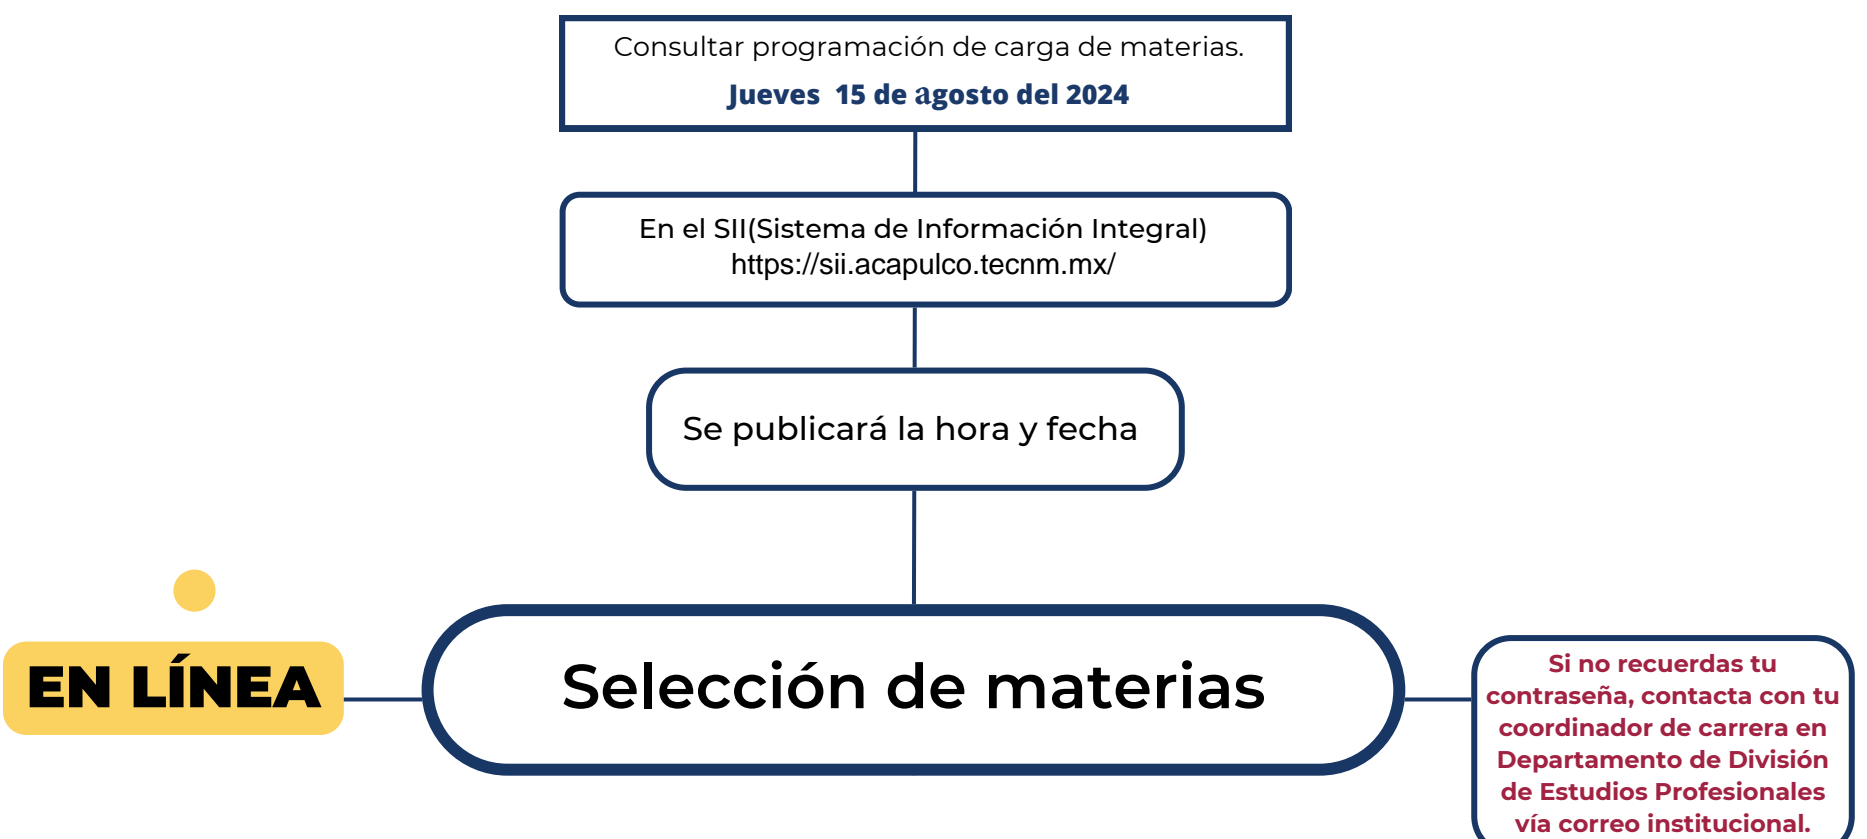 Consultar programación de carga de materias.
Jueves 15 de agosto del 2024
En el SII(Sistema de Información Integral)
https://sii.acapulco.tecnm.mx/
Se publicará la hora y fecha
EN LÍNEA
Selección de materias
Si no recuerdas tu
contraseña, contacta con tu
coordinador de carrera en
Departamento de División
de Estudios Profesionales
vía correo institucional.